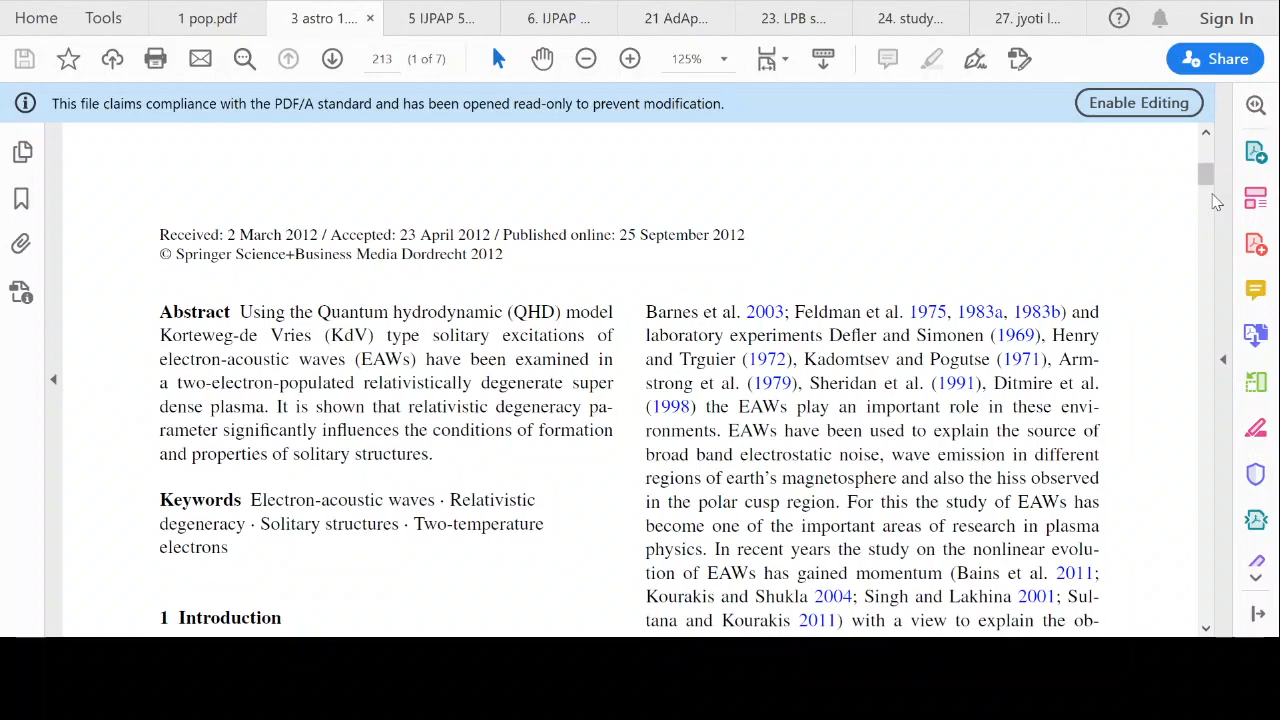 Home Tools 1 pop.pdf 3 astro 1.... × 5 IJPAP 5... 6. IJPAP ... 21 AdAp... 23. LPB s... 24. study... 27. jyoti l... Sign In
213 (1 of 7) 125% Share
This file claims compliance with the PDF/A standard and has been opened read-only to prevent modification. Enable Editing
Received: 2 March 2012 / Accepted: 23 April 2012 / Published online: 25 September 2012
© Springer Science+Business Media Dordrecht 2012
Abstract Using the Quantum hydrodynamic (QHD) model
Korteweg-de Vries (KdV) type solitary excitations of
electron-acoustic waves (EAWs) have been examined in
a two-electron-populated relativistically degenerate super
dense plasma. It is shown that relativistic degeneracy pa-
rameter significantly influences the conditions of formation
and properties of solitary structures.
Keywords Electron-acoustic waves · Relativistic
degeneracy · Solitary structures · Two-temperature
electrons
1 Introduction
Barnes et al. 2003; Feldman et al. 1975, 1983a, 1983b) and
laboratory experiments Defler and Simonen (1969), Henry
and Trguier (1972), Kadomtsev and Pogutse (1971), Arm-
strong et al. (1979), Sheridan et al. (1991), Ditmire et al.
(1998) the EAWs play an important role in these envi-
ronments. EAWs have been used to explain the source of
broad band electrostatic noise, wave emission in different
regions of earth's magnetosphere and also the hiss observed
in the polar cusp region. For this the study of EAWs has
become one of the important areas of research in plasma
physics. In recent years the study on the nonlinear evolu-
tion of EAWs has gained momentum (Bains et al. 2011;
Kourakis and Shukla 2004; Singh and Lakhina 2001; Sul-
tana and Kourakis 2011) with a view to explain the ob-